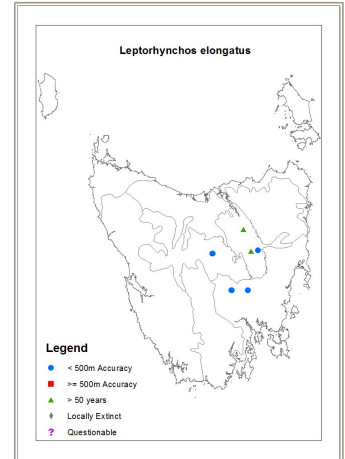 Leptorhynchos elongatus
Legend
< 500m Accuracy
>= 500m Accuracy
> 50 years
Locally Extinct
? Questionable